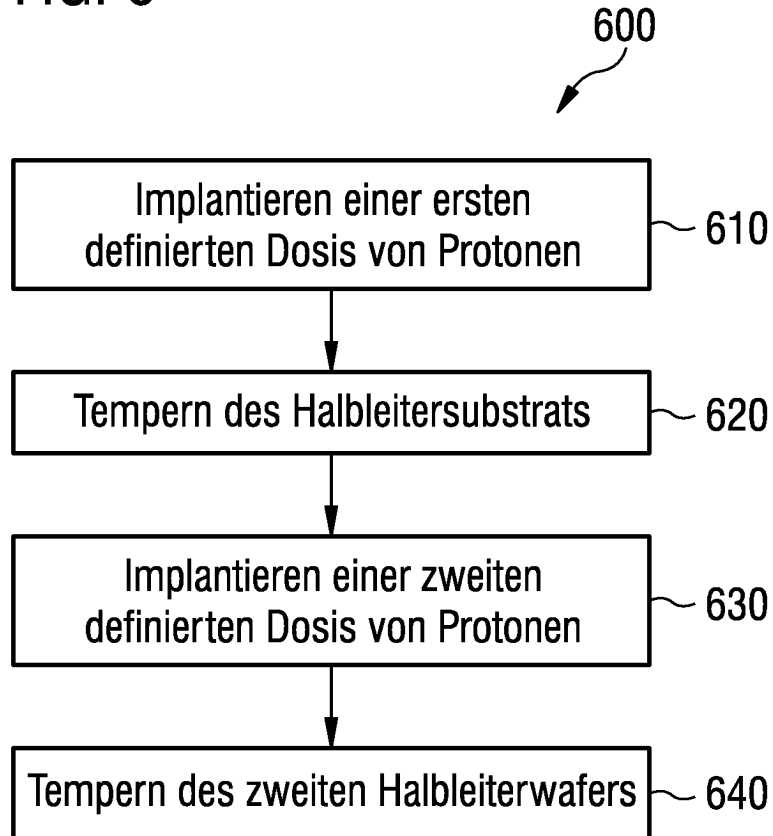 600
Implantieren einer ersten
definierten Dosis von Protonen
610
Tempern des Halbleitersubstrats
620
Implantieren einer zweiten
definierten Dosis von Protonen
630
Tempern des zweiten Halbleiterwafers
640